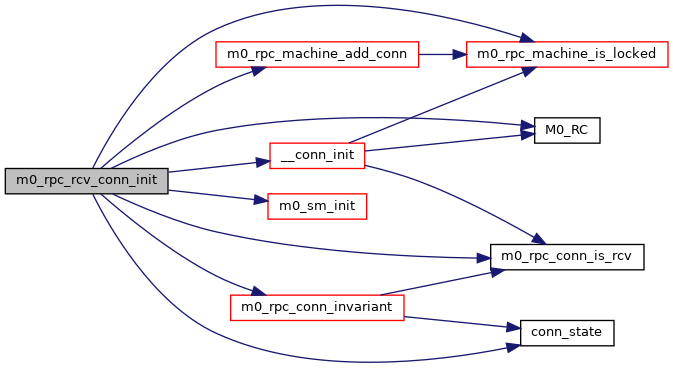 m0_rpc_machine_add_conn
m0_rpc_machine_is_locked
M0_RC
__conn_init
m0_rpc_rcv_conn_init
m0_sm_init
m0_rpc_conn_is_rcv
m0_rpc_conn_invariant
conn_state